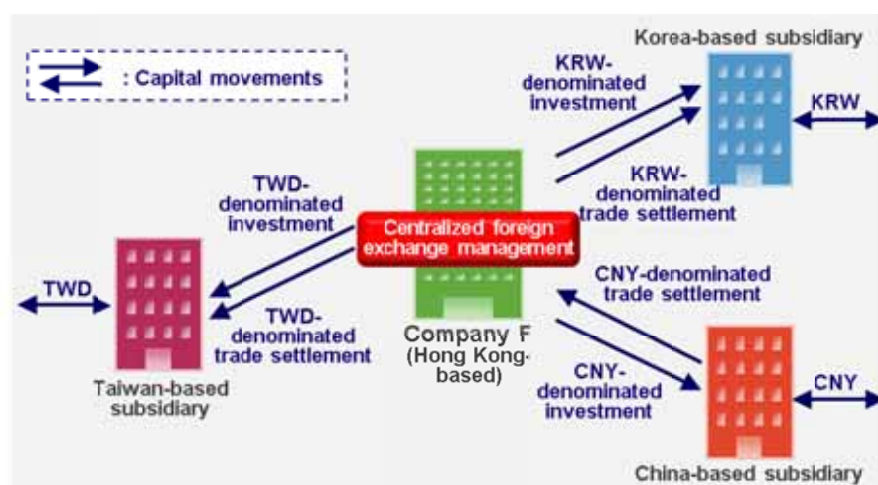 : Capital movements
Korea-based subsidiary
KRW-
denominated
investment
KRW
KRW-
denominated
trade settlement
TWD-
denominated
investment
Centralized foreign
exchange management
TWD
TWD-
denominated
trade settlement
CNY-denominated
trade settlement
Company F
(Hong Kong-
based)
CNY-
denominated
investment
CNY
Taiwan-based
subsidiary
China-based subsidiary